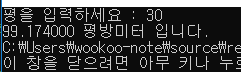 평을 입력하세요 : 30
99.174000 평방미터 입니다.
C:\Users\wookoo-note\source\re
이 창을 닫으려면 아무 키나 누르